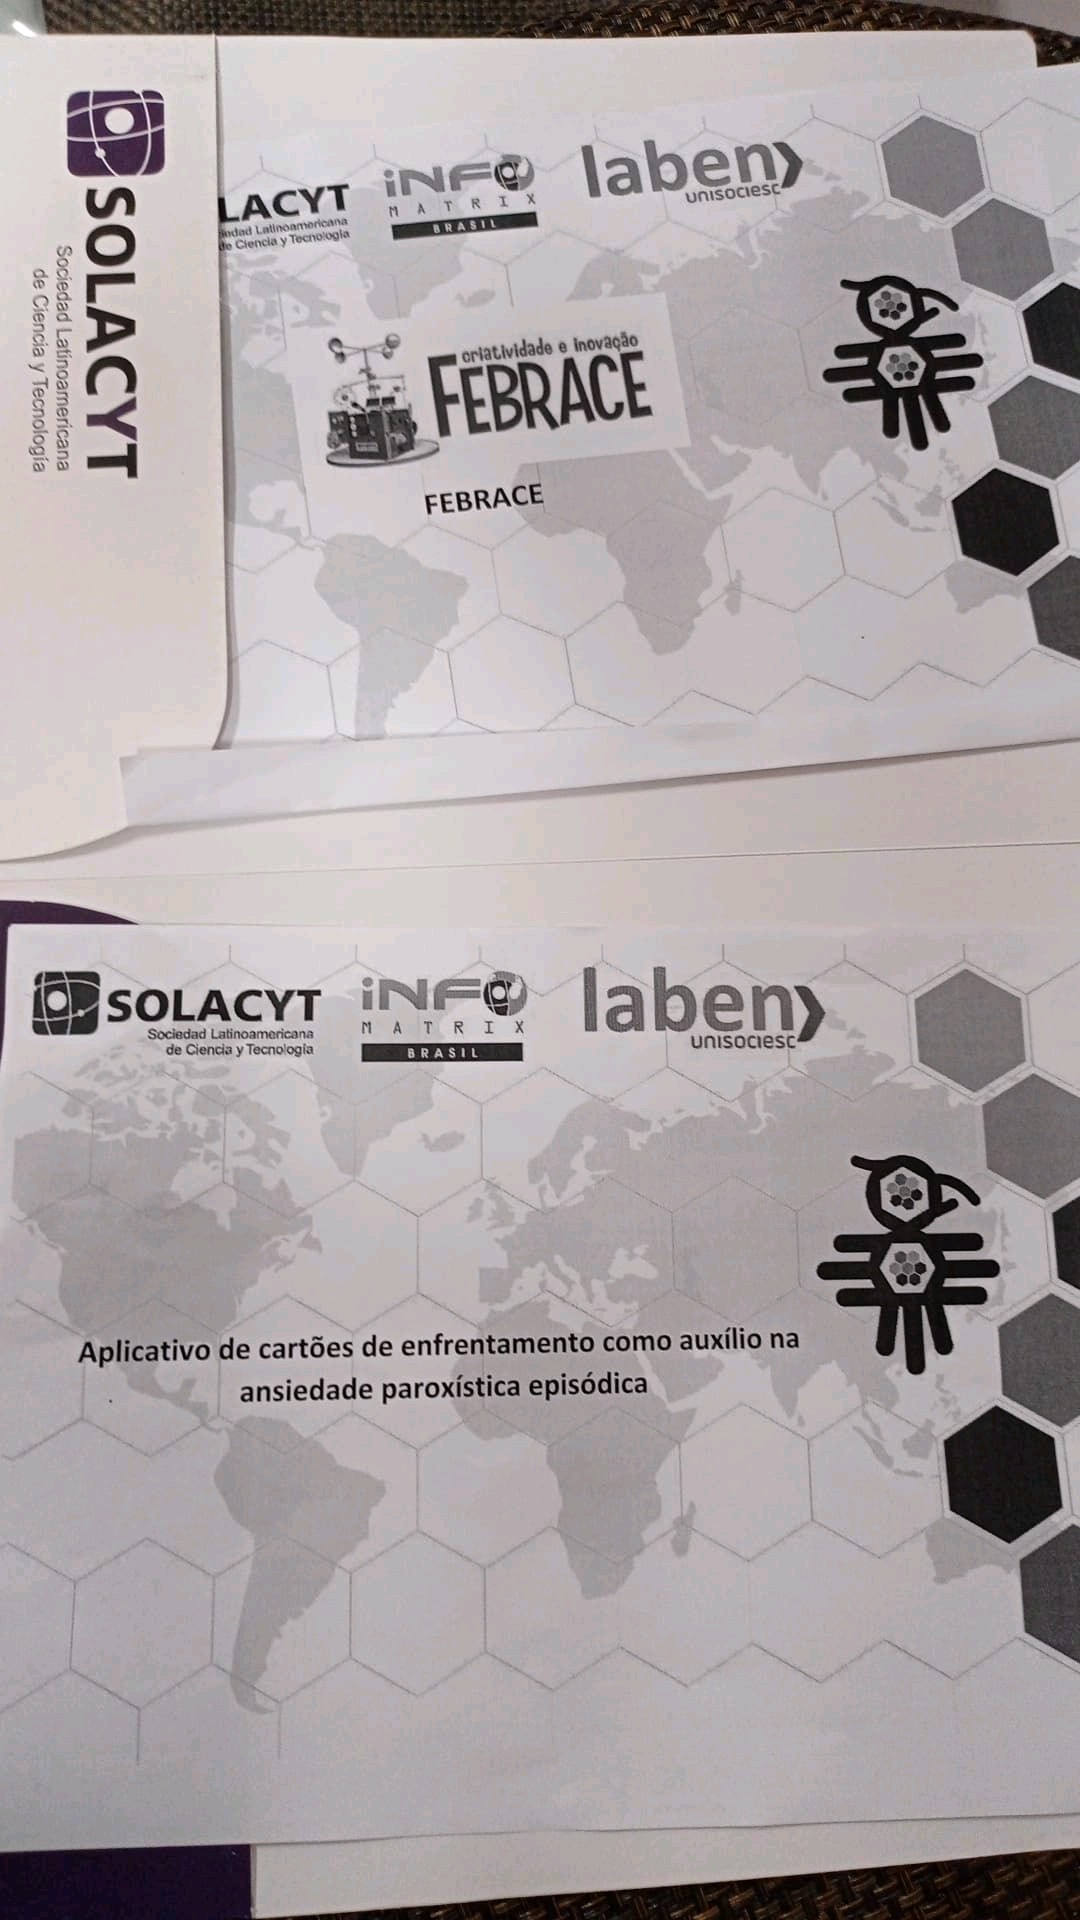 SOLACYT
Sociedad Latinoamericana
de Ciencia y Tecnología
LACYT
iedad Latinoamericana
de Ciencia y Tecnología
iNFO
MATRIX
BRASIL
laben
UNISOCIESC
criatividade e inovação
FEBRACE
FEBRACE
SOLACYT
Sociedad Latinoamericana
de Ciencia y Tecnología
iNFO
MATRIX
BRASIL
laben
UNISOCIESC
Aplicativo de cartões de enfrentamento como auxílio na
ansiedade paroxística episódica